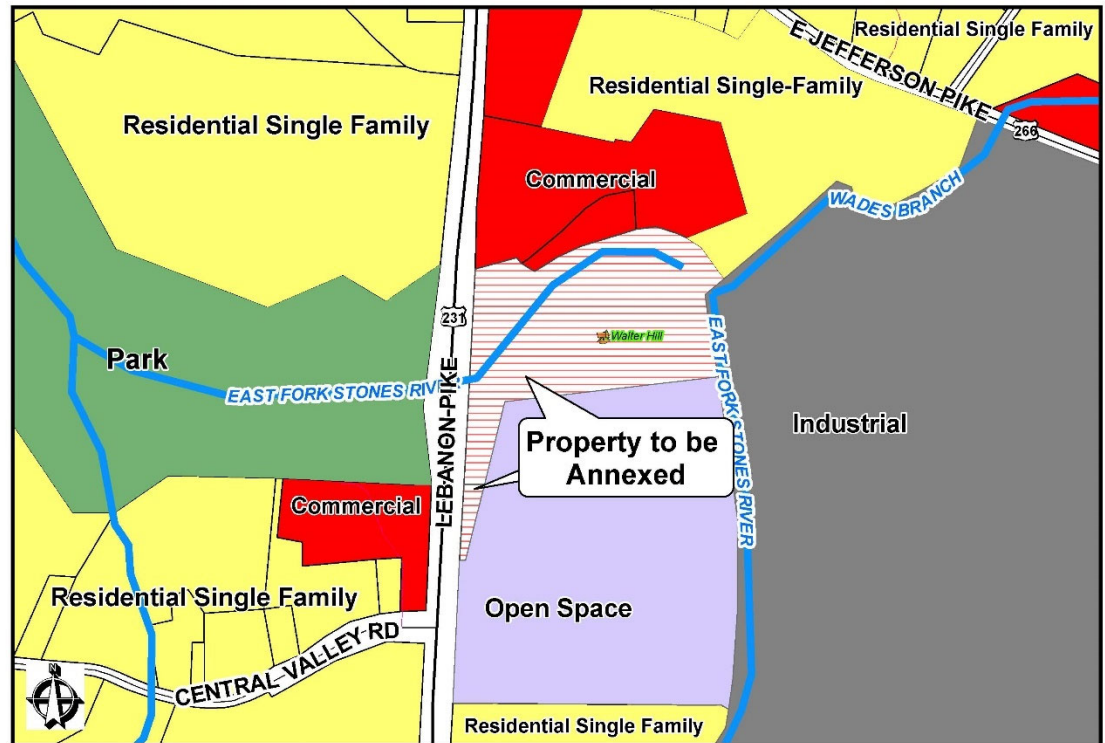 Residential Single Family
E JEFFERSON PIKE
Residential Single-Family
Residential Single Family
266
Commercial
WADES BRANCH
231
Walter Hill
Park
EAST FORK STONES RIVER
LEBANON PIKE
EAST FORK STONES RIVER
Industrial
Property to be
Annexed
Commercial
Residential Single Family
Open Space
CENTRAL VALLEY RD
N
Residential Single Family